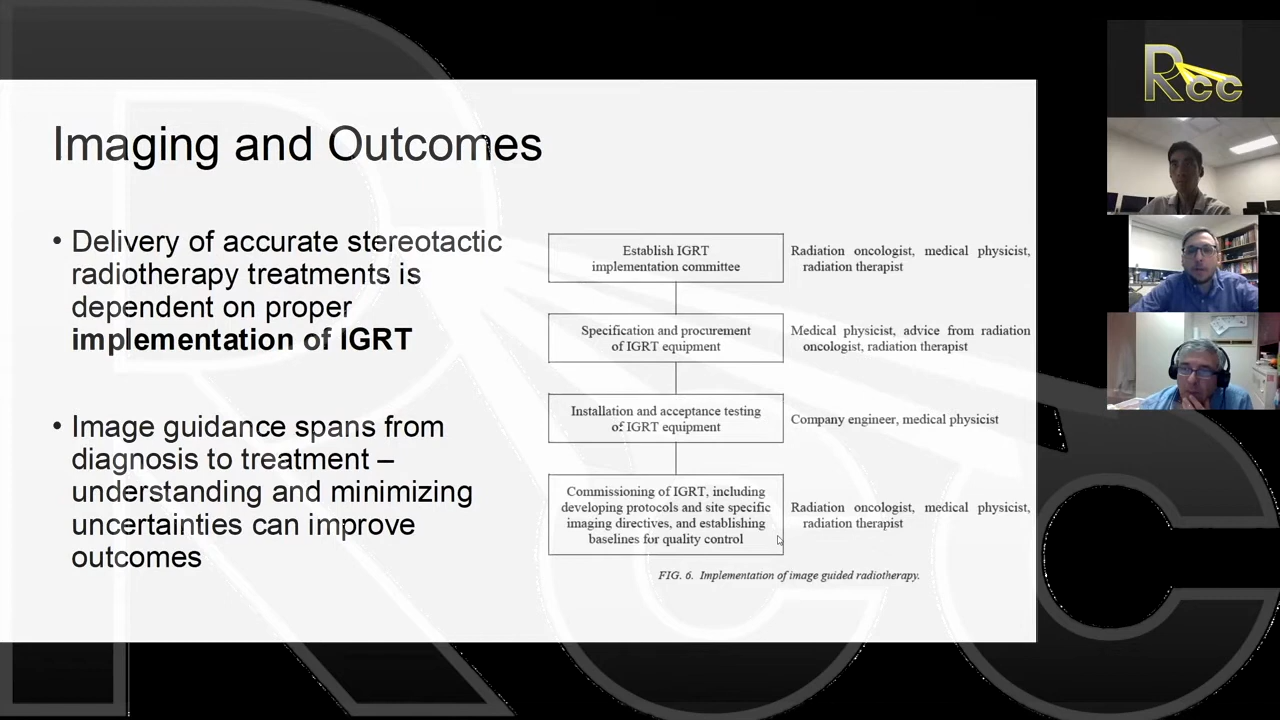 Imaging and Outcomes
• Delivery of accurate stereotactic
radiotherapy treatments is
dependent on proper
implementation of IGRT
• Image guidance spans from
diagnosis to treatment –
understanding and minimizing
uncertainties can improve
outcomes
Establish IGRT
implementation committee
Radiation oncologist, medical physicist,
radiation therapist
Specification and procurement
of IGRT equipment
Medical physicist, advice from radiation
oncologist, radiation therapist
Installation and acceptance testing
of IGRT equipment
Company engineer, medical physicist
Commissioning of IGRT, including
developing protocols and site specific
imaging directives, and establishing
baselines for quality control
Radiation oncologist, medical physicist,
radiation therapist
FIG. 6. Implementation of image guided radiotherapy.
Rcc